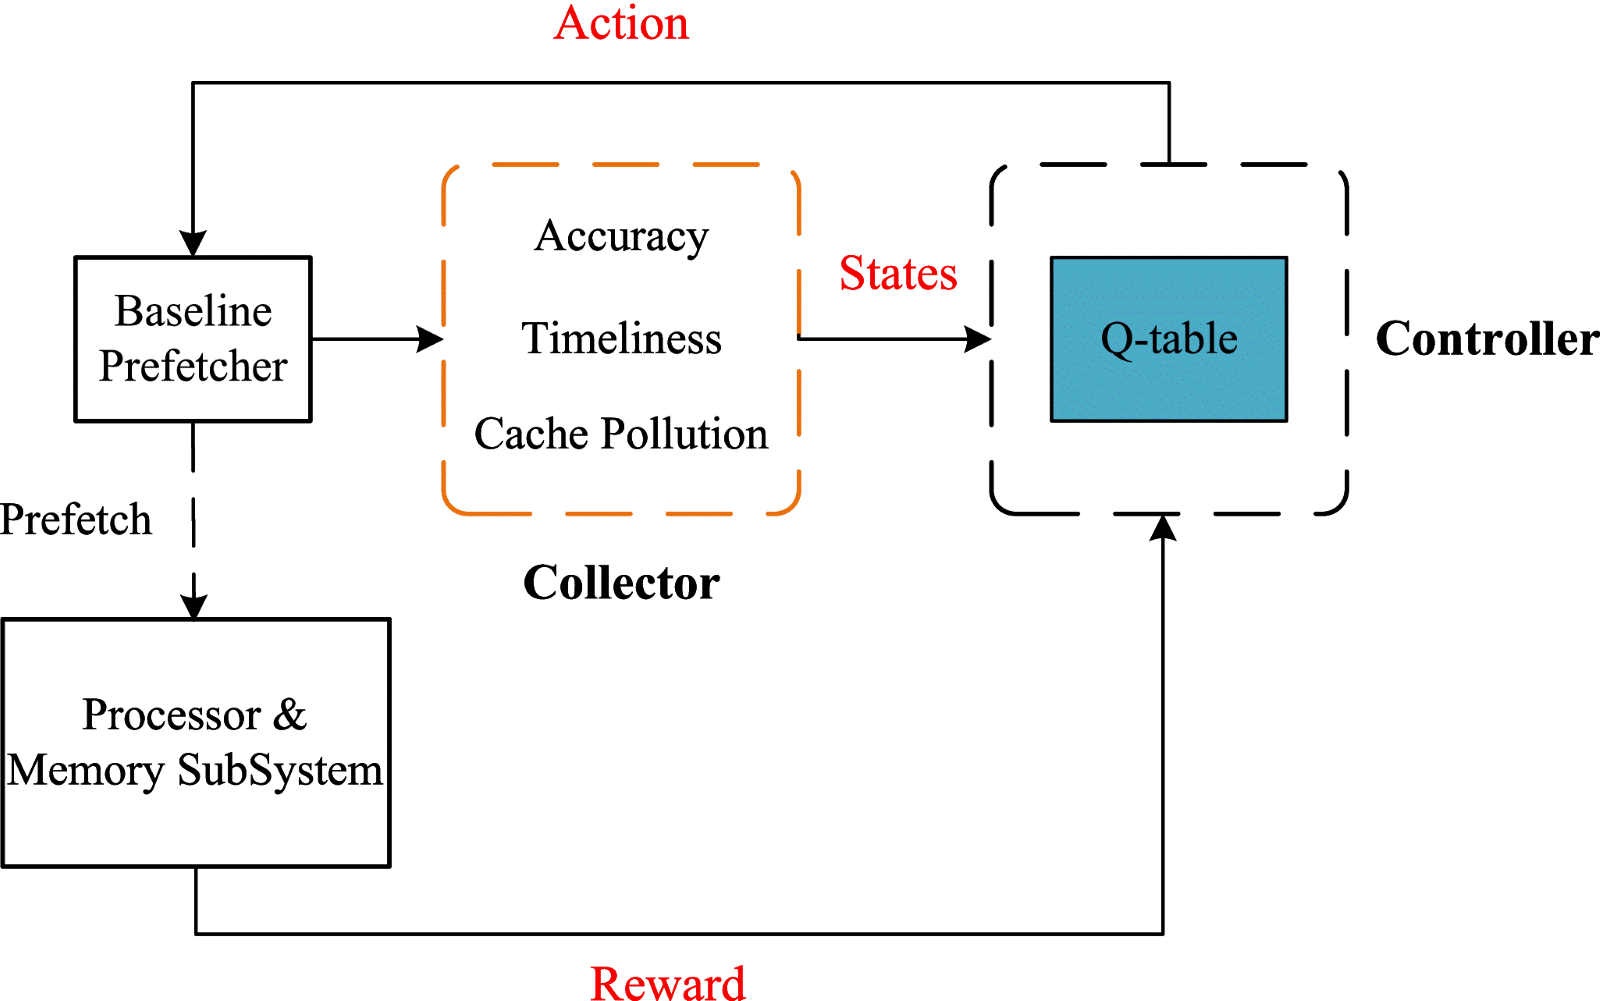 Action
Accuracy
States
Baseline
Prefetcher
Timeliness
Q-table
Controller
Cache Pollution
Prefetch
Collector
Processor &
Memory SubSystem
Reward